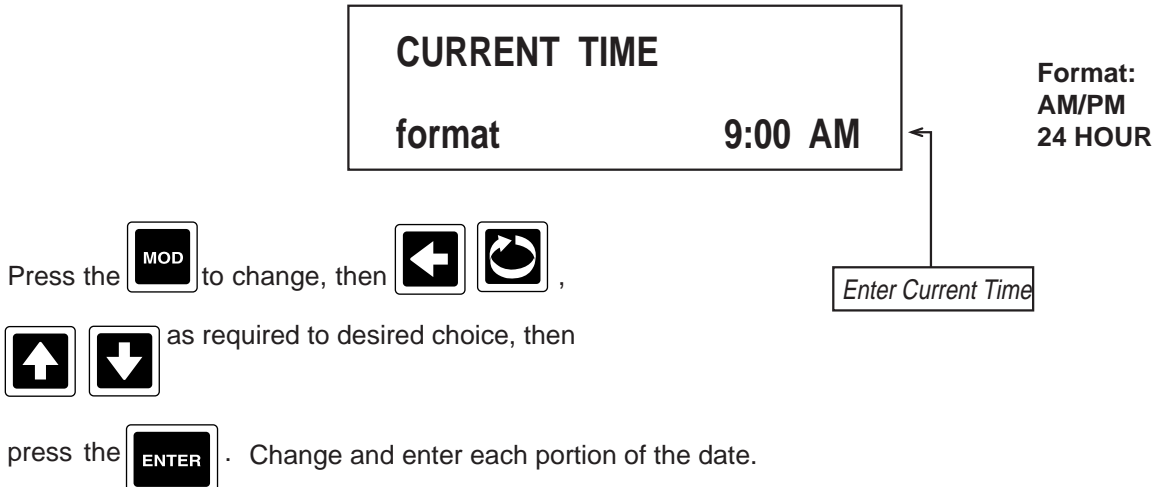 CURRENT TIME
format 9:00 AM
Format:
AM/PM
24 HOUR
Enter Current Time
Press the MOD to change, then ,
as required to desired choice, then
press the ENTER . Change and enter each portion of the date.